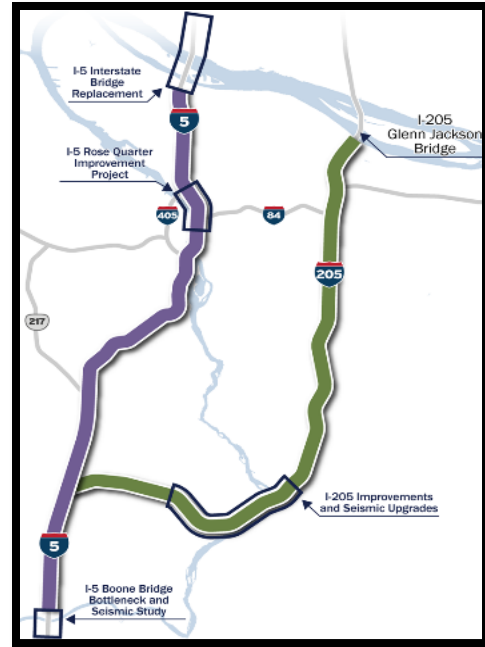 I-5 Interstate
Bridge
Replacement
5
I-205
Glenn Jackson
Bridge
I-5 Rose Quarter
Improvement
Project
405
84
205
217
I-205 Improvements
and Seismic Upgrades
5
I-5 Boone Bridge
Bottleneck and
Seismic Study